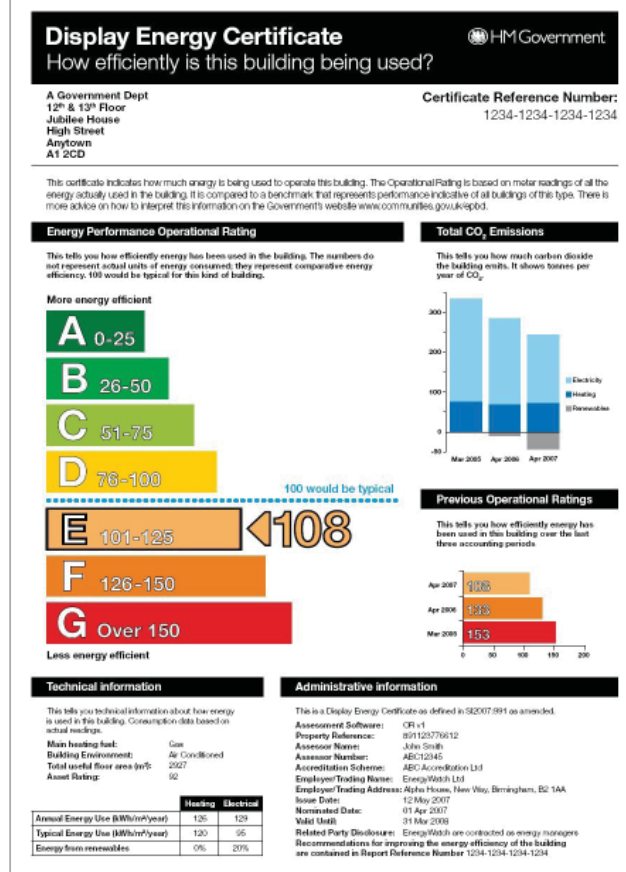 Display Energy Certificate
How efficiently is this building being used?
HM Government
A Government Dept
12th & 13th Floor
Jubilee House
High Street
Anytown
A1 2CD
Certificate Reference Number:
1234-1234-1234-1234
This certificate indicates how much energy is being used to operate this building. The Operational Rating is based on meter readings of all the
energy actually used in the building. It is compared to a benchmark that represents performance indicative of all buildings of this type. There is
more advice on how to interpret this information on the Government's website www.communities.gov.uk/epbd.
Energy Performance Operational Rating
This tells you how efficiently energy has been used in the building. The numbers do
not represent actual units of energy consumed; they represent comparative energy
efficiency. 100 would be typical for this kind of building.
More energy efficient
A 0-25
B 26-50
C 51-75
D 76-100
100 would be typical
E 101-125
108
F 126-150
G Over 150
Less energy efficient
Total CO2 Emissions
This tells you how much carbon dioxide
the building emits. It shows tonnes per
year of CO2.
300
200
100
0
-50
Mar 2005 Apr 2006 Apr 2007
Electricity
Heating
Renewables
Previous Operational Ratings
This tells you how efficiently energy has
been used in this building over the last
three accounting periods
Apr 2007
Apr 2006 133
Mar 2005 153
0 50 100 150 200
Technical information
This tells you technical information about how energy
is used in this building. Consumption data based on
actual readings.
Main heating fuel: Gas
Building Environment: Air Conditioned
Total useful floor area (m²): 2927
Asset Rating: 92
Heating Electrical
Annual Energy Use (kWh/m²/year) 126 129
Typical Energy Use (kWh/m²/year) 120 95
Energy from renewables 0% 20%
Administrative information
This is a Display Energy Certificate as defined in SI2007:991 as amended.
Assessment Software: OR v1
Property Reference: 891123776612
Assessor Name: John Smith
Assessor Number: ABC12345
Accreditation Scheme: ABC Accreditation Ltd
Employer/Trading Name: EnergyWatch Ltd
Employer/Trading Address: Alpha House, New Way, Birmingham, B2 1AA
Issue Date: 12 May 2007
Nominated Date: 01 Apr 2007
Valid Until: 31 Mar 2008
Related Party Disclosure: EnergyWatch are contracted as energy managers
Recommendations for improving the energy efficiency of the building
are contained in Report Reference Number 1234-1234-1234-1234